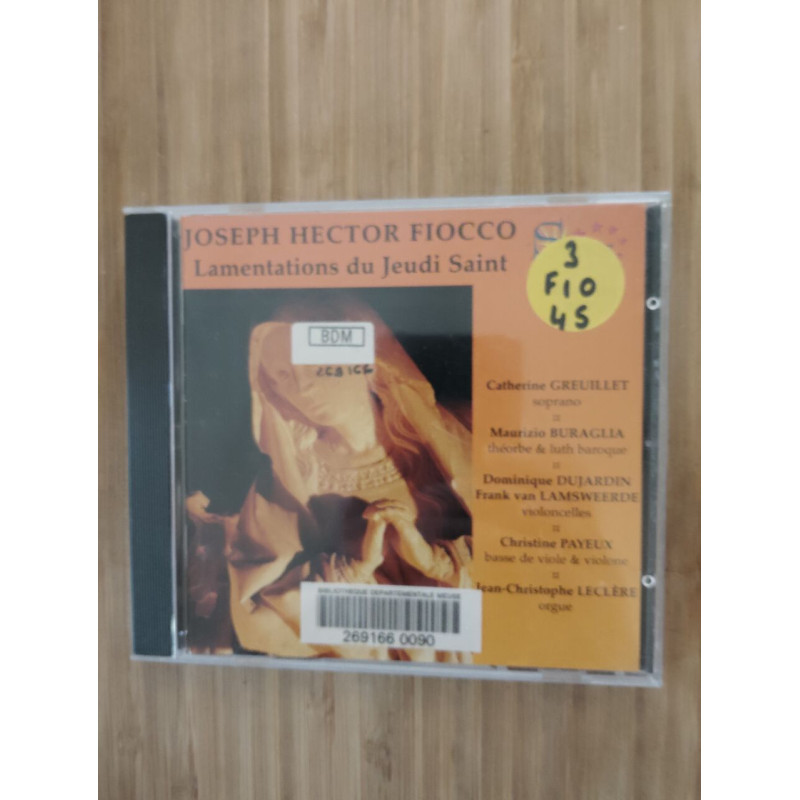 JOSEPH HECTOR FIOCCO
Lamentations du Jeudi Saint
3
FIO
45
BDM
Catherine GREUILLET
soprano
Maurizio BURAGLIA
théorbe & luth baroque
Dominique DUJARDIN
Frank van LAMSWEERDE
violoncelles
Christine PAYEUX
basse de viole & violone
Jean-Christophe LECLÈRE
orgue
BIBLIOTHEQUE DEPARTEMENTALE MEUSE
269166 0090